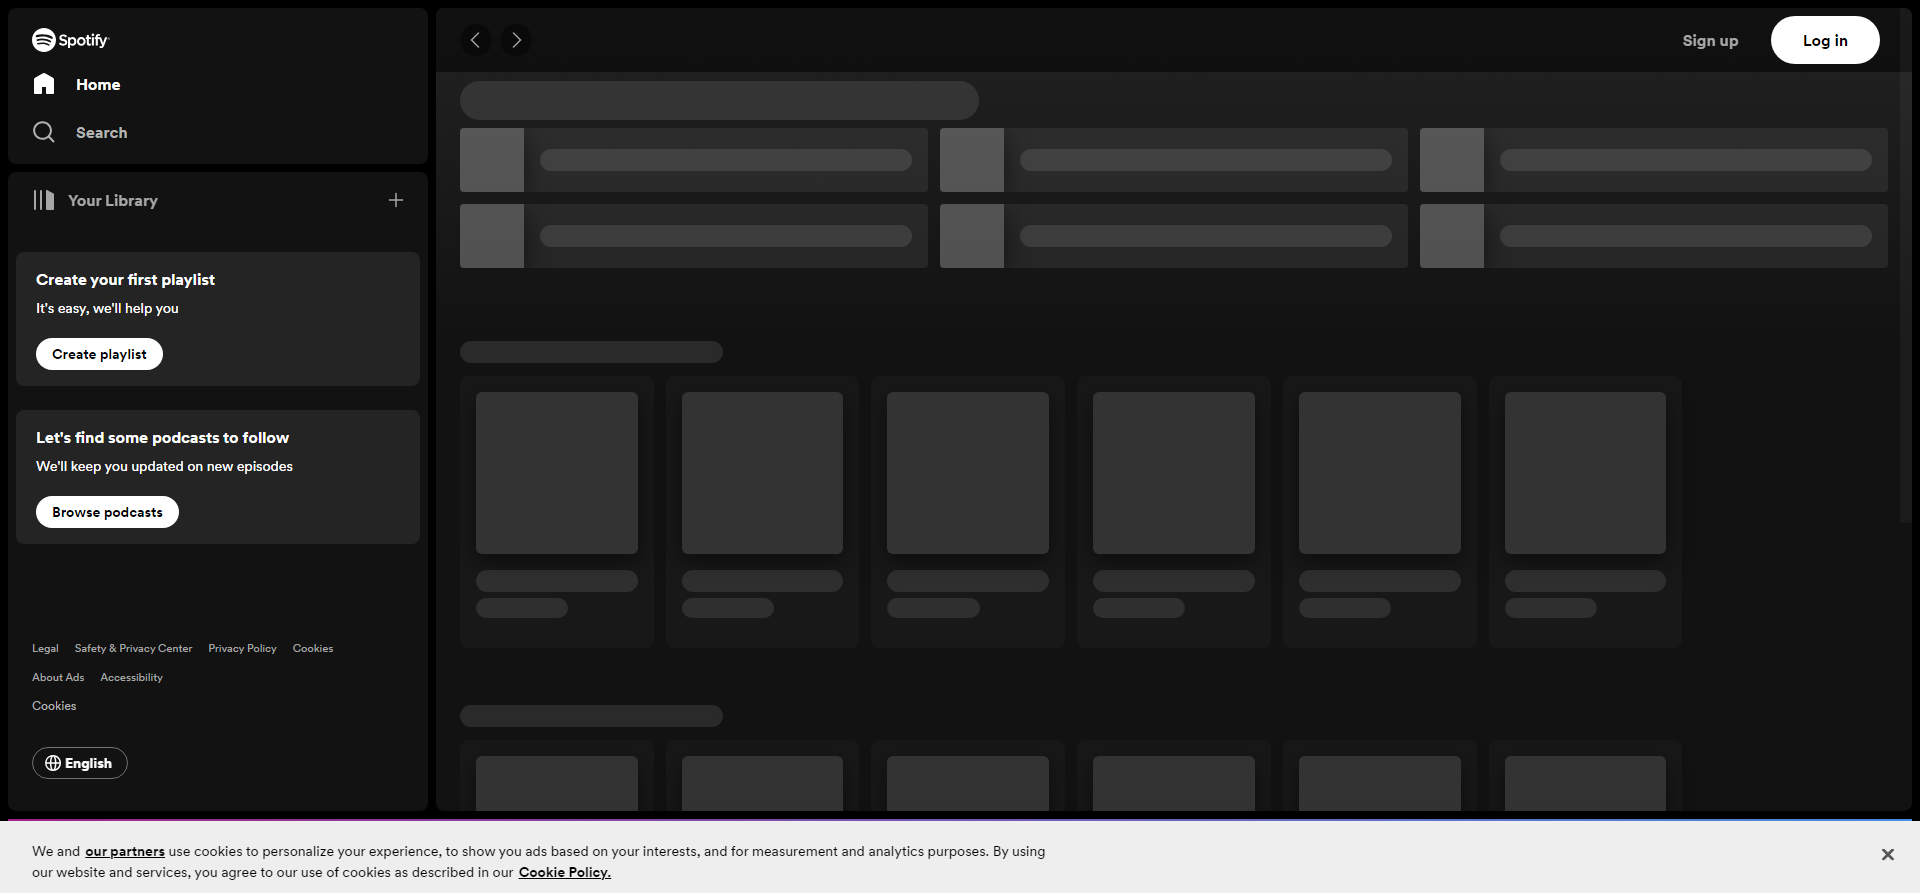 Spotify
Home
Search
Your Library
Create your first playlist
It's easy, we'll help you
Create playlist
Let's find some podcasts to follow
We'll keep you updated on new episodes
Browse podcasts
Legal Safety & Privacy Center Privacy Policy Cookies
About Ads Accessibility
Cookies
English
Sign up Log in
We and our partners use cookies to personalize your experience, to show you ads based on your interests, and for measurement and analytics purposes. By using
our website and services, you agree to our use of cookies as described in our Cookie Policy.